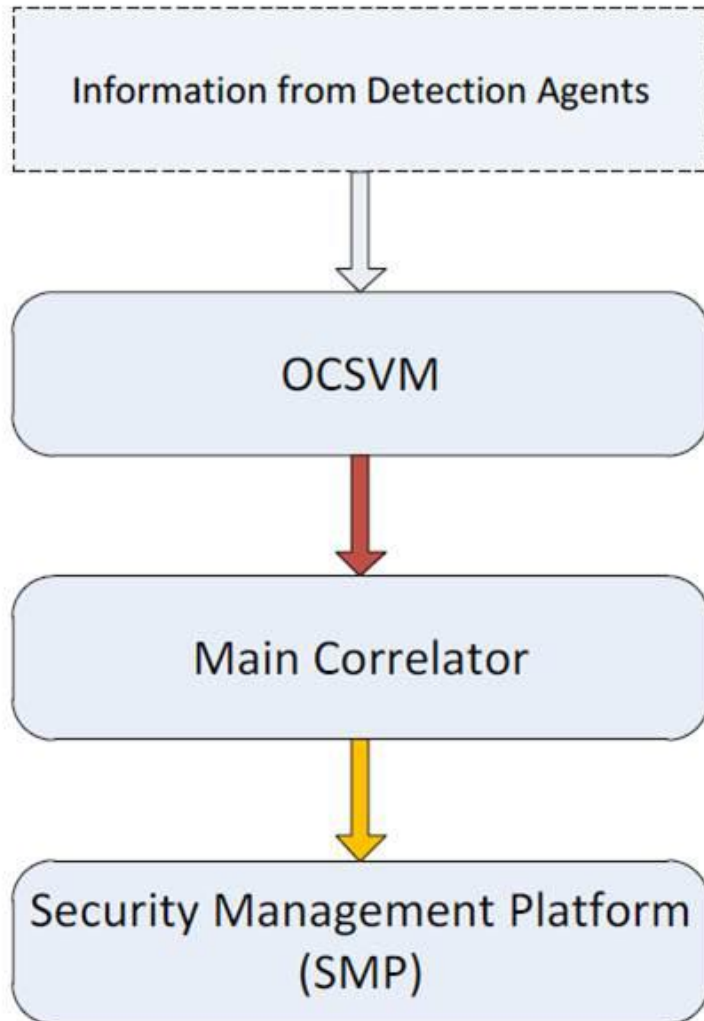 Information from Detection Agents
OCSVM
Main Correlator
Security Management Platform
(SMP)